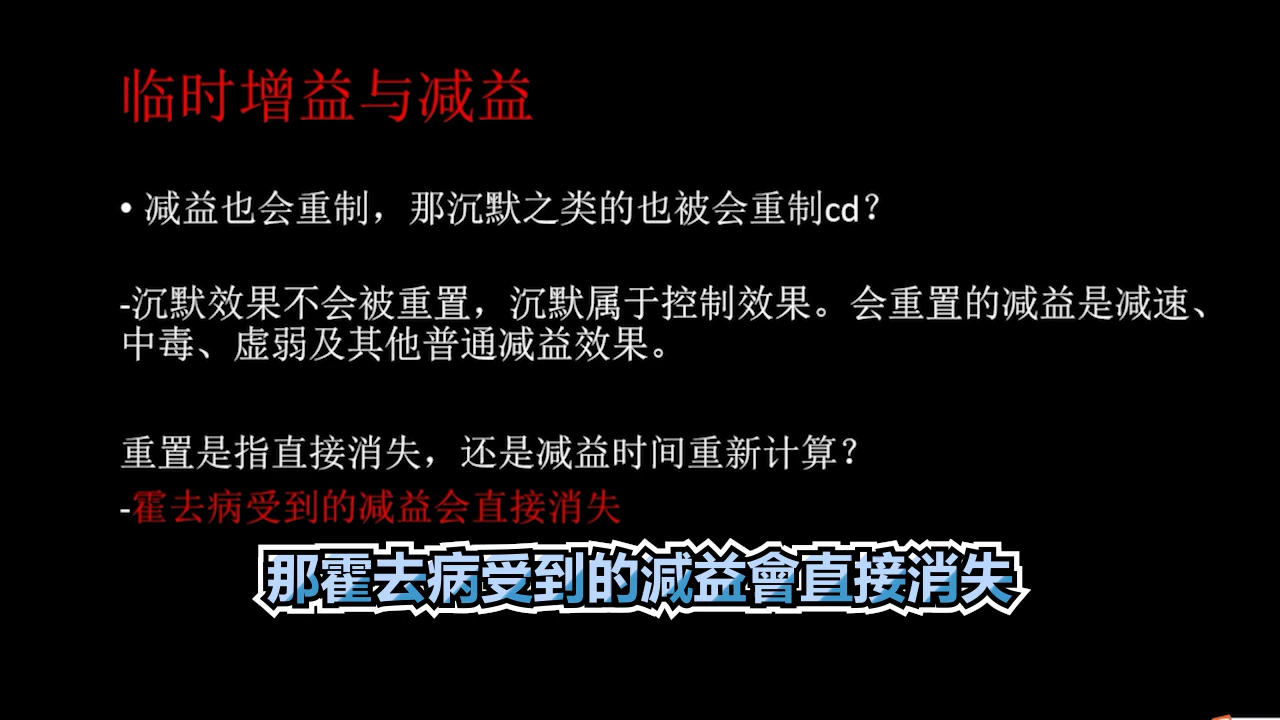 临时增益与减益
• 减益也会重制，那沉默之类的也被会重制cd？
-沉默效果不会被重置，沉默属于控制效果。会重置的减益是减速、
中毒、虚弱及其他普通减益效果。
重置是指直接消失，还是减益时间重新计算？
-霍去病受到的减益会直接消失
那霍去病受到的減益會直接消失